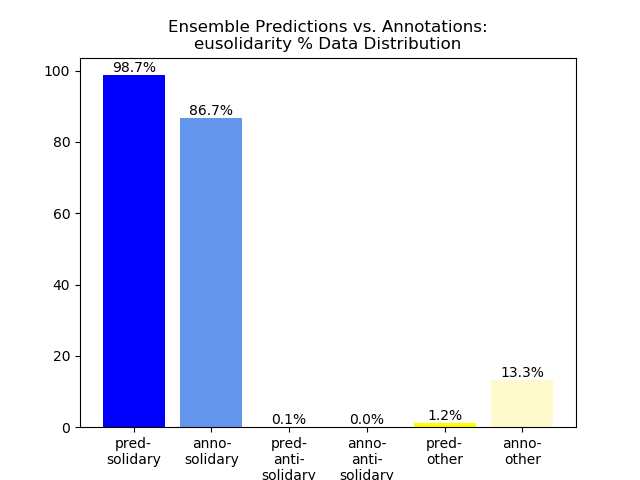 Ensemble Predictions vs. Annotations:
eusolidarity % Data Distribution
100
80
60
40
20
0
98.7%
86.7%
0.1%
0.0%
1.2%
13.3%
pred-
solidary
anno-
solidary
pred-
anti-
solidary
anno-
anti-
solidary
pred-
other
anno-
other